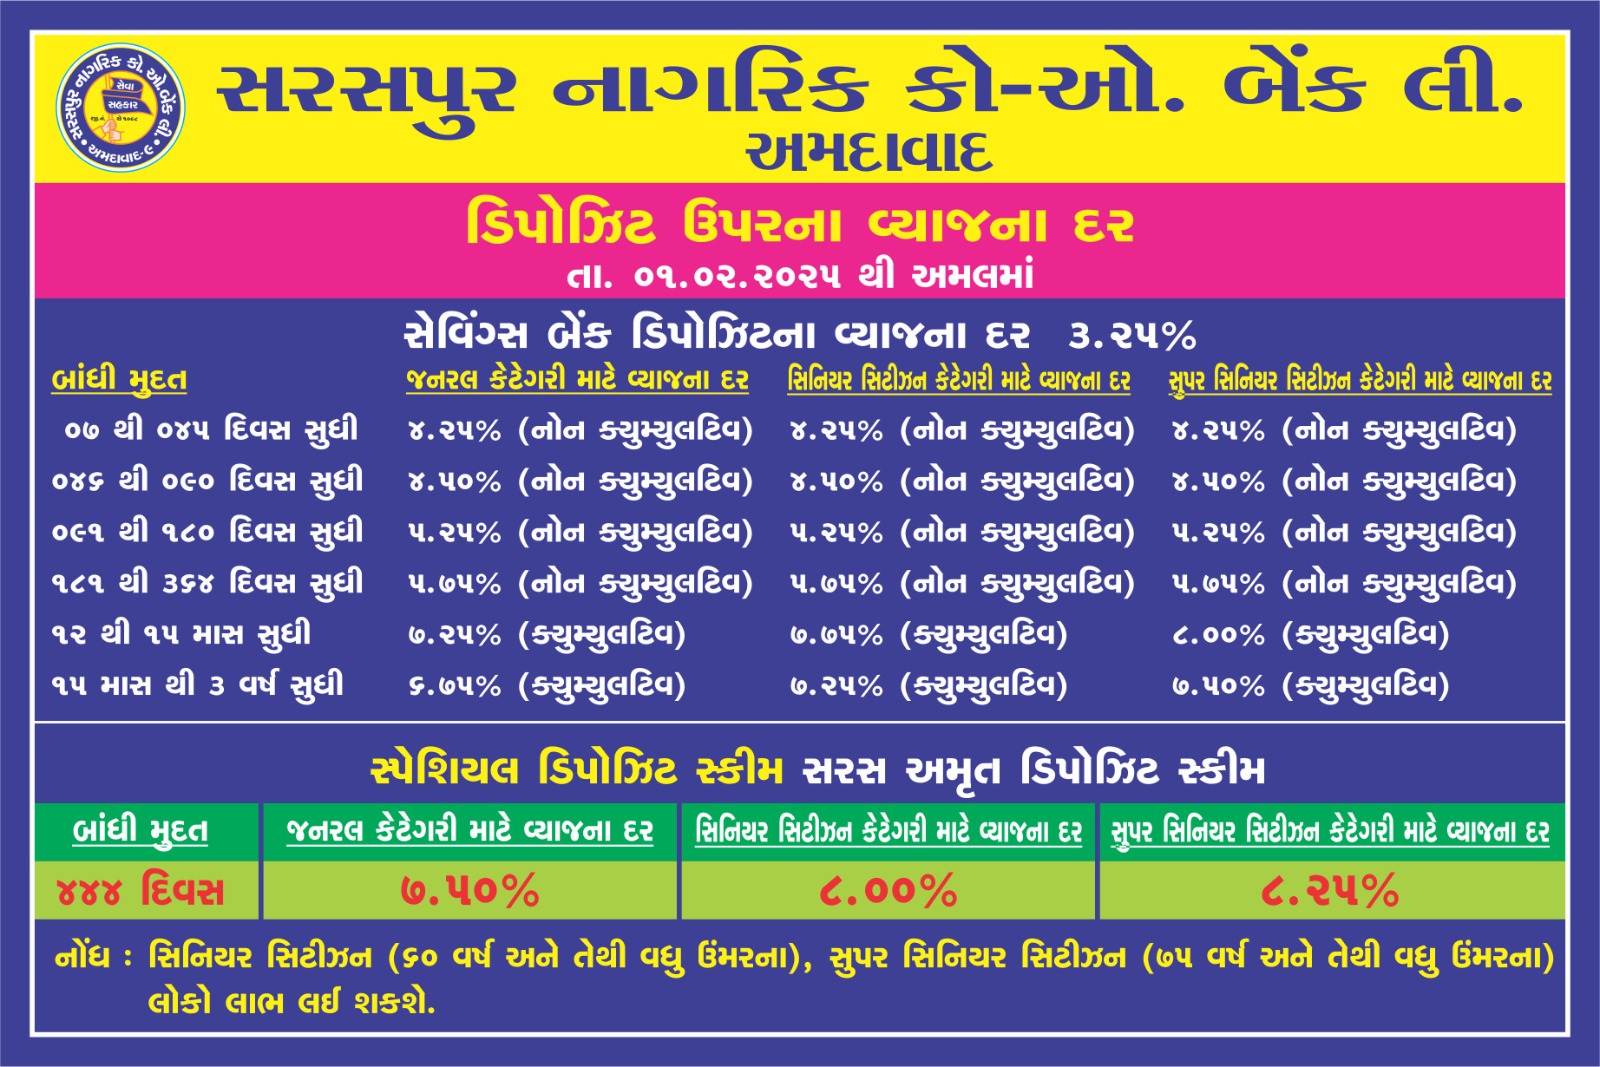 સરસપુર નાગરિક કો. ઓ. બેંક લી.
સેવા
સહકાર
અમદાવાદ-૯
સરસપુર નાગરિક કો-ઓ. બેંક લી.
અમદાવાદ
ડિપોઝિટ ઉપરના વ્યાજના દર
તા. ૦૧.૦૨.૨૦૨૫ થી અમલમાં
સેવિંગ્સ બેંક ડિપોઝિટના વ્યાજના દર ૩.૨૫%
બાંધી મુદત જનરલ કેટેગરી માટે વ્યાજના દર સિનિયર સિટીઝન કેટેગરી માટે વ્યાજના દર સુપર સિનિયર સિટીઝન કેટેગરી માટે વ્યાજના દર
૦૭ થી ૦૪૫ દિવસ સુધી ૪.૨૫% (નોન ક્યુમ્યુલટિવ) ૪.૨૫% (નોન ક્યુમ્યુલટિવ) ૪.૨૫% (નોન ક્યુમ્યુલટિવ)
૦૪૬ થી ૦૯૦ દિવસ સુધી ૪.૫૦% (નોન ક્યુમ્યુલટિવ) ૪.૫૦% (નોન ક્યુમ્યુલટિવ) ૪.૫૦% (નોન ક્યુમ્યુલટિવ)
૦૯૧ થી ૧૮૦ દિવસ સુધી ૫.૨૫% (નોન ક્યુમ્યુલટિવ) ૫.૨૫% (નોન ક્યુમ્યુલટિવ) ૫.૨૫% (નોન ક્યુમ્યુલટિવ)
૧૮૧ થી ૩૬૪ દિવસ સુધી ૫.૭૫% (નોન ક્યુમ્યુલટિવ) ૫.૭૫% (નોન ક્યુમ્યુલટિવ) ૫.૭૫% (નોન ક્યુમ્યુલટિવ)
૧૨ થી ૧૫ માસ સુધી ૭.૨૫% (ક્યુમ્યુલટિવ) ૭.૭૫% (ક્યુમ્યુલટિવ) ૮.૦૦% (ક્યુમ્યુલટિવ)
૧૫ માસ થી ૩ વર્ષ સુધી ૬.૭૫% (ક્યુમ્યુલટિવ) ૭.૨૫% (ક્યુમ્યુલટિવ) ૭.૫૦% (ક્યુમ્યુલટિવ)
સ્પેશિયલ ડિપોઝિટ સ્કીમ સરસ અમૃત ડિપોઝિટ સ્કીમ
બાંધી મુદત જનરલ કેટેગરી માટે વ્યાજના દર સિનિયર સિટીઝન કેટેગરી માટે વ્યાજના દર સુપર સિનિયર સિટીઝન કેટેગરી માટે વ્યાજના દર
૪૪૪ દિવસ ૭.૫૦% ૮.૦૦% ૮.૨૫%
નોંધ : સિનિયર સિટીઝન (૬૦ વર્ષ અને તેથી વધુ ઉંમરના), સુપર સિનિયર સિટીઝન (૭૫ વર્ષ અને તેથી વધુ ઉંમરના)
લોકો લાભ લઈ શકશે.